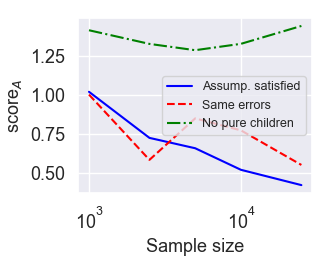 1.25
1.00
0.75
0.50
score_A
Assump. satisfied
Same errors
No pure children
10^3
10^4
Sample size